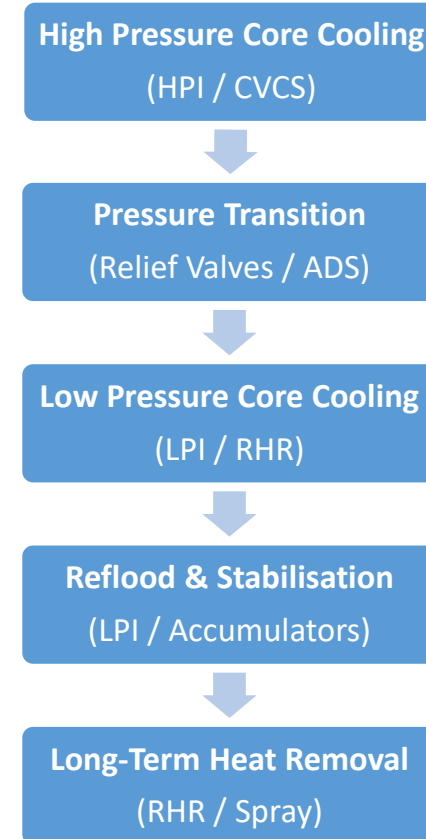 High Pressure Core Cooling
(HPI / CVCS)
Pressure Transition
(Relief Valves / ADS)
Low Pressure Core Cooling
(LPI / RHR)
Reflood & Stabilisation
(LPI / Accumulators)
Long-Term Heat Removal
(RHR / Spray)